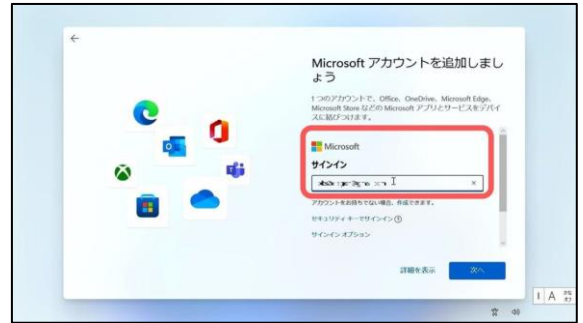 Microsoft アカウントを追加しまし
ょう
1 つのアカウントで、Office、OneDrive、Microsoft Edge、
Microsoft Store などの Microsoft アプリとサービスをデバイ
スに結びつけます。
Microsoft
サインイン
アカウントをお持ちでない場合、作成できます。
セキュリティ キーでサインイン
サインイン オプション
詳細を表示
次へ
A